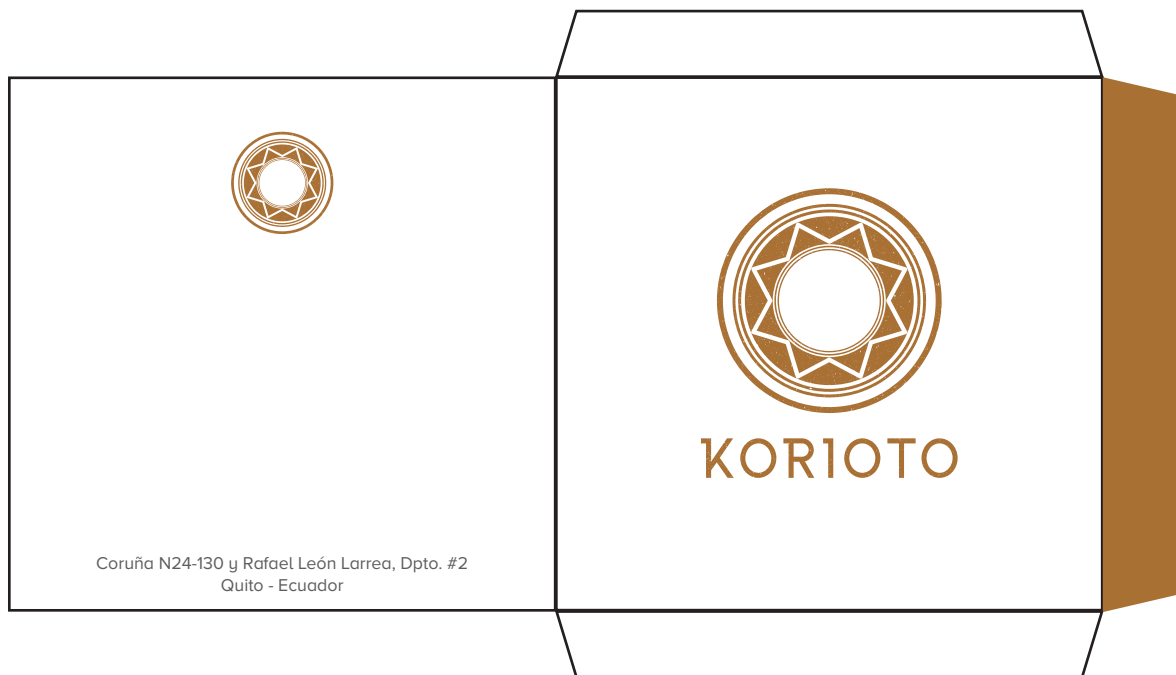 KORIOTO
Coruña N24-130 y Rafael León Larrea, Dpto. #2
Quito - Ecuador